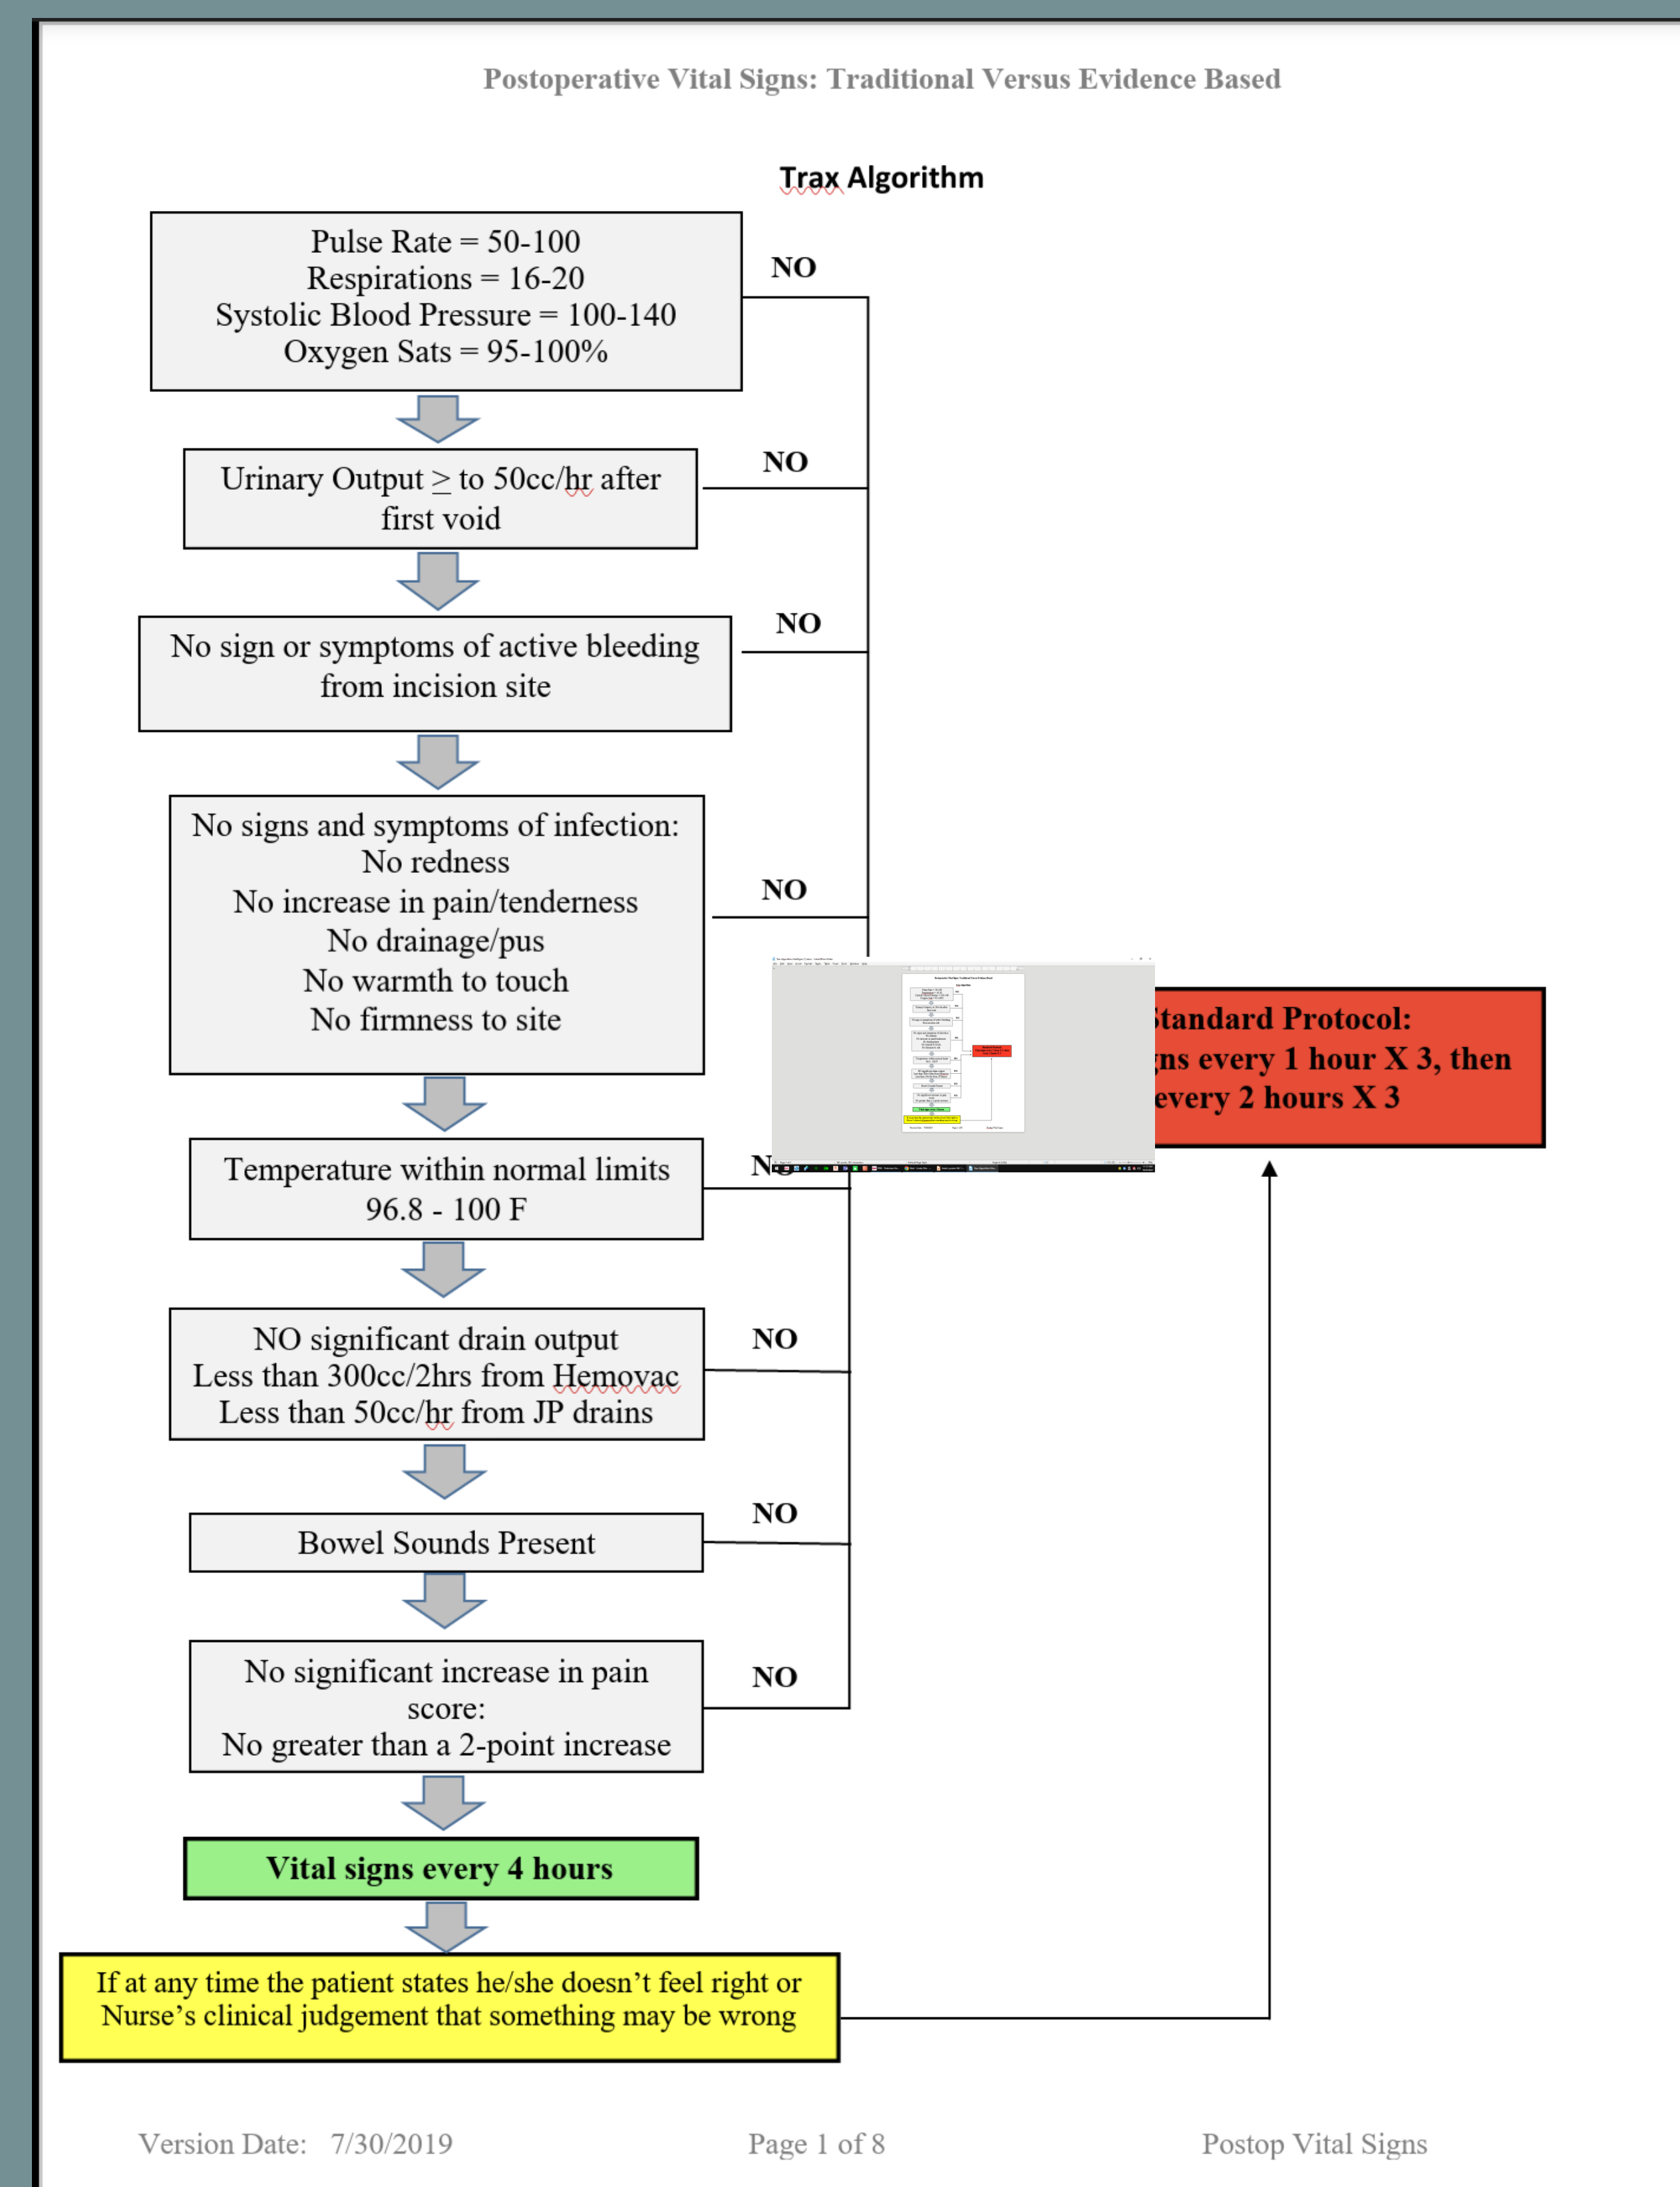 Postoperative Vital Signs: Traditional Versus Evidence Based
Trax Algorithm
Pulse Rate = 50-100
Respirations = 16-20
Systolic Blood Pressure = 100-140
Oxygen Sats = 95-100%
NO
Urinary Output ≥ to 50cc/hr after
first void
NO
No sign or symptoms of active bleeding
from incision site
NO
No signs and symptoms of infection:
No redness
No increase in pain/tenderness
No drainage/pus
No warmth to touch
No firmness to site
NO
Standard Protocol:
gns every 1 hour X 3, then
every 2 hours X 3
Temperature within normal limits
96.8 - 100 F
NO
NO significant drain output
Less than 300cc/2hrs from Hemovac
Less than 50cc/hr from JP drains
NO
Bowel Sounds Present
NO
No significant increase in pain
score:
No greater than a 2-point increase
NO
Vital signs every 4 hours
If at any time the patient states he/she doesn’t feel right or
Nurse’s clinical judgement that something may be wrong
Version Date: 7/30/2019
Page 1 of 8
Postop Vital Signs